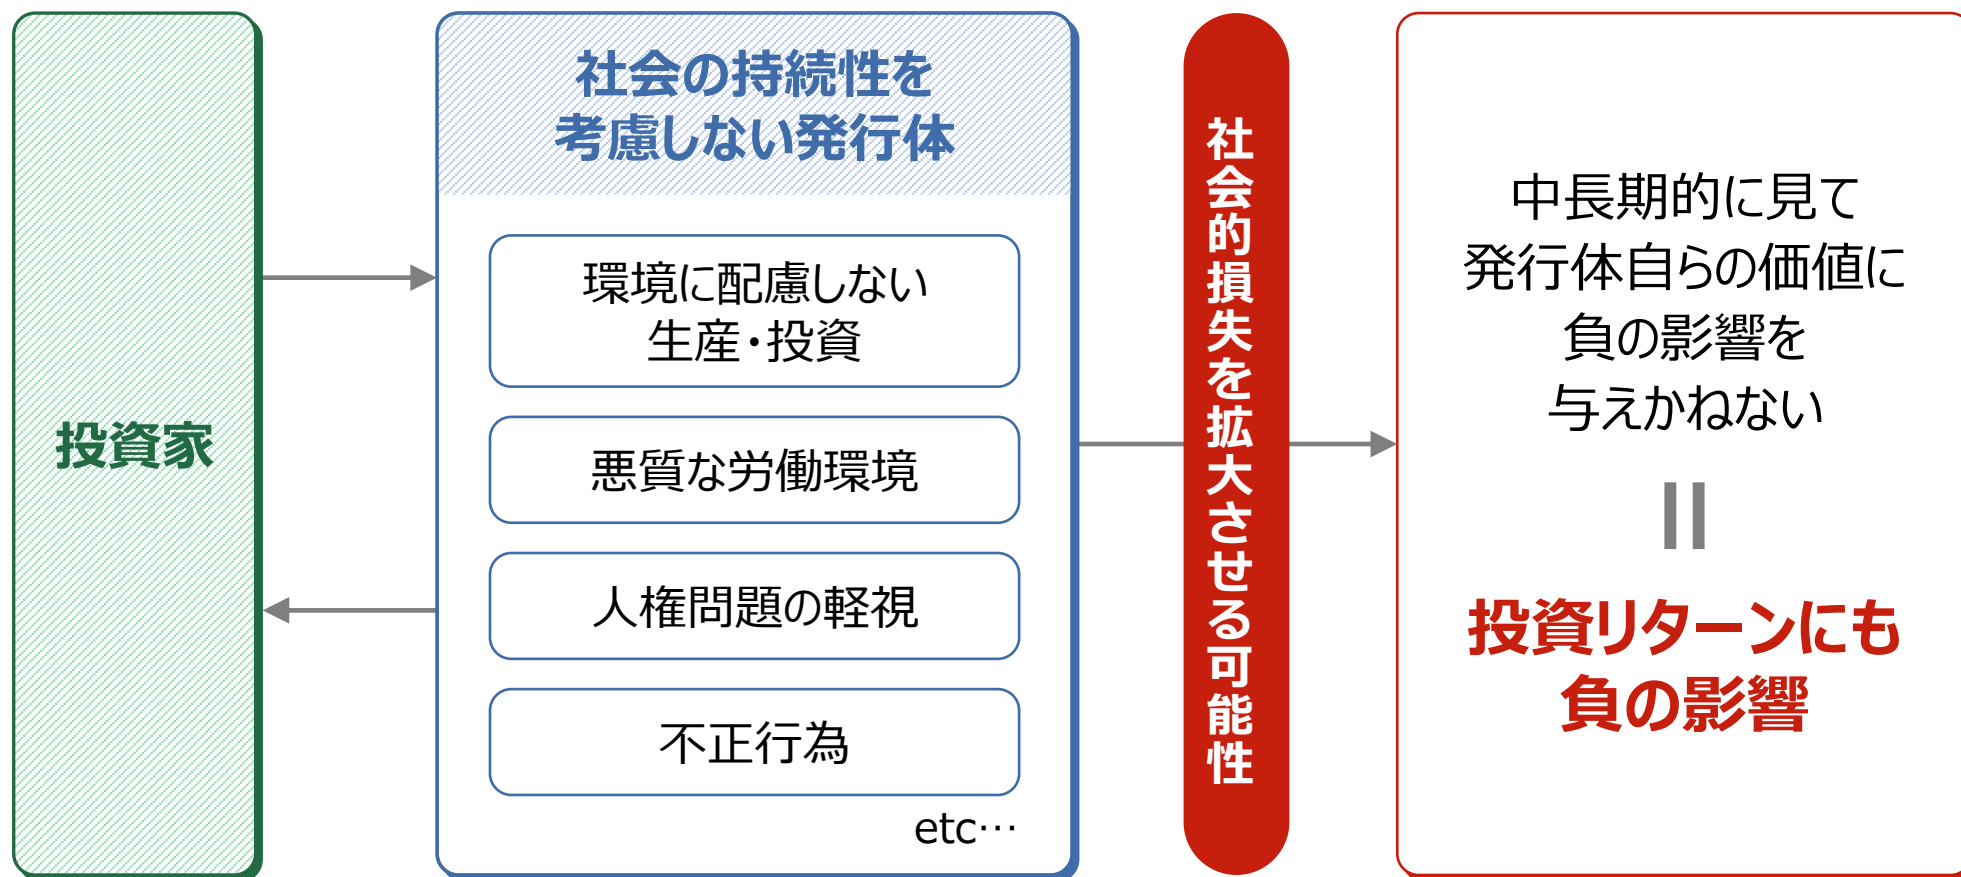 投資家
社会の持続性を
考慮しない発行体
環境に配慮しない
生産・投資
悪質な労働環境
人権問題の軽視
不正行為
etc…
社会的損失を拡大させる可能性
中長期的に見て
発行体自らの価値に
負の影響を
与えかねない
投資リターンにも
負の影響